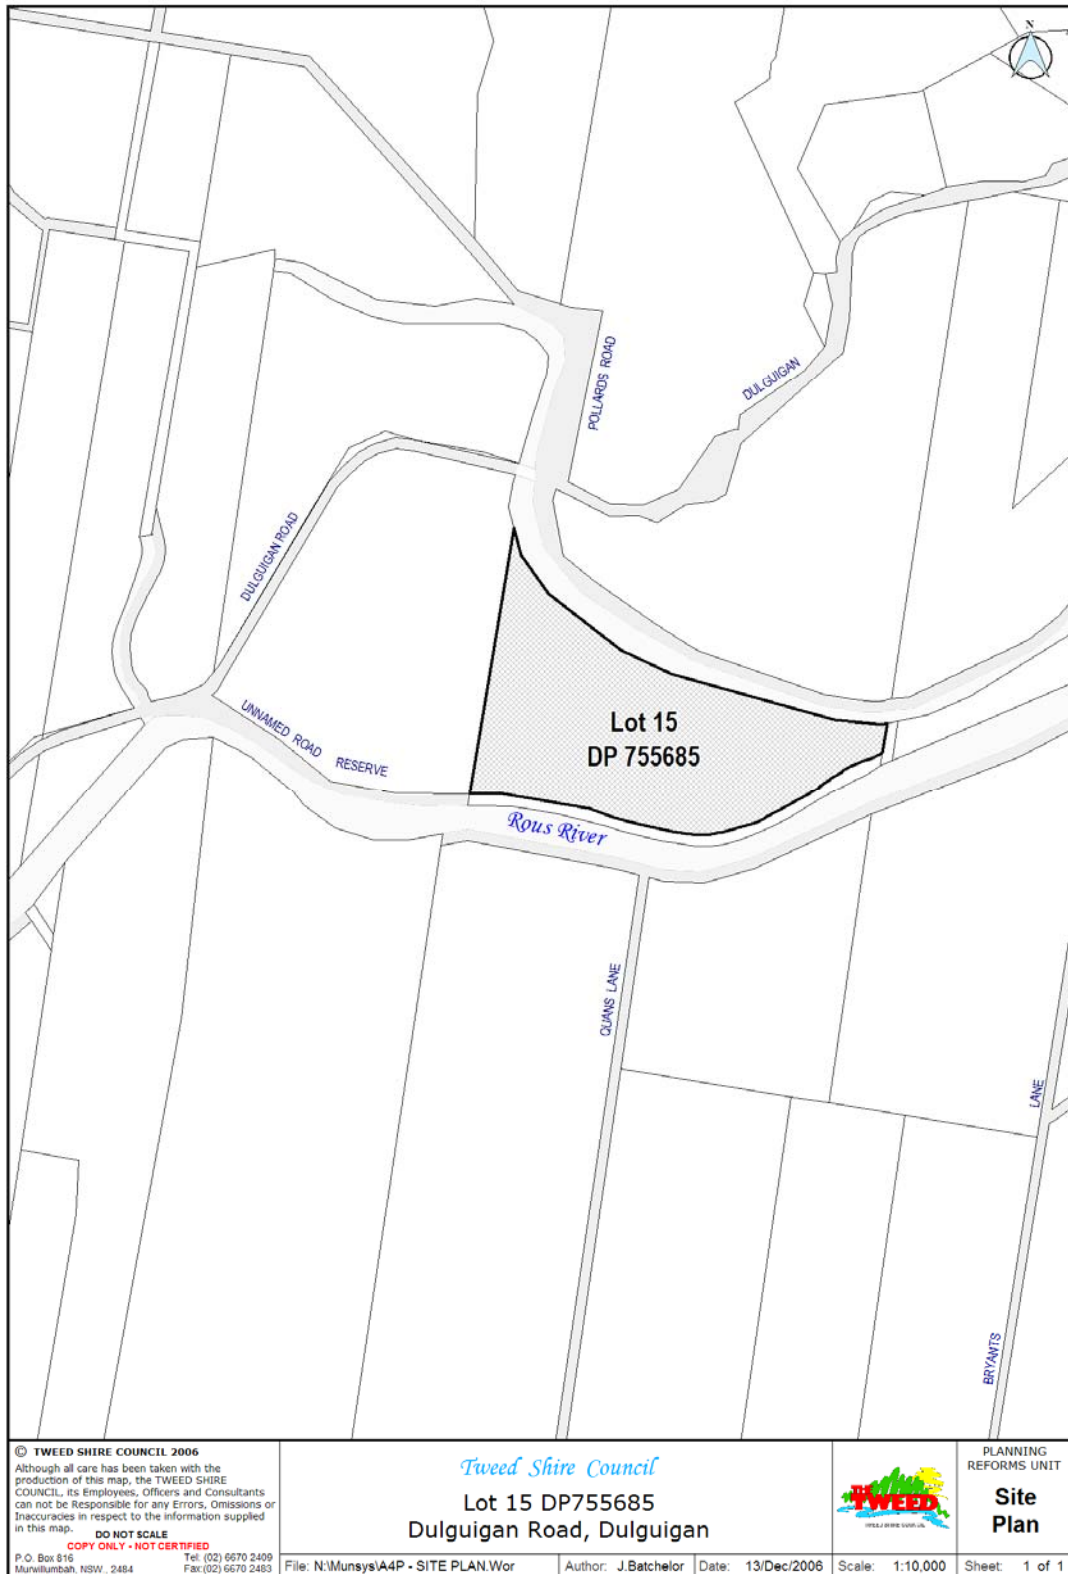 N
POLLARDS ROAD
DULGUIGAN
DULGUIGAN ROAD
UNNAMED ROAD RESERVE
Lot 15
DP 755685
Rous River
QUANS LANE
LANE
BRYANTS
© TWEED SHIRE COUNCIL 2006
Although all care has been taken with the
production of this map, the TWEED SHIRE
COUNCIL, its Employees, Officers and Consultants
can not be Responsible for any Errors, Omissions or
Inaccuracies in respect to the information supplied
in this map.
DO NOT SCALE
COPY ONLY - NOT CERTIFIED
P.O. Box 816
Murwillumbah, NSW., 2484
Tel: (02) 6670 2409
Fax:(02) 6670 2483
Tweed Shire Council
Lot 15 DP755685
Dulguigan Road, Dulguigan
THE
TWEED
TWEED SHIRE COUNCIL
PLANNING
REFORMS UNIT
Site
Plan
File: N:\Munsys\A4P - SITE PLAN.Wor
Author: J.Batchelor
Date: 13/Dec/2006
Scale: 1:10,000
Sheet: 1 of 1